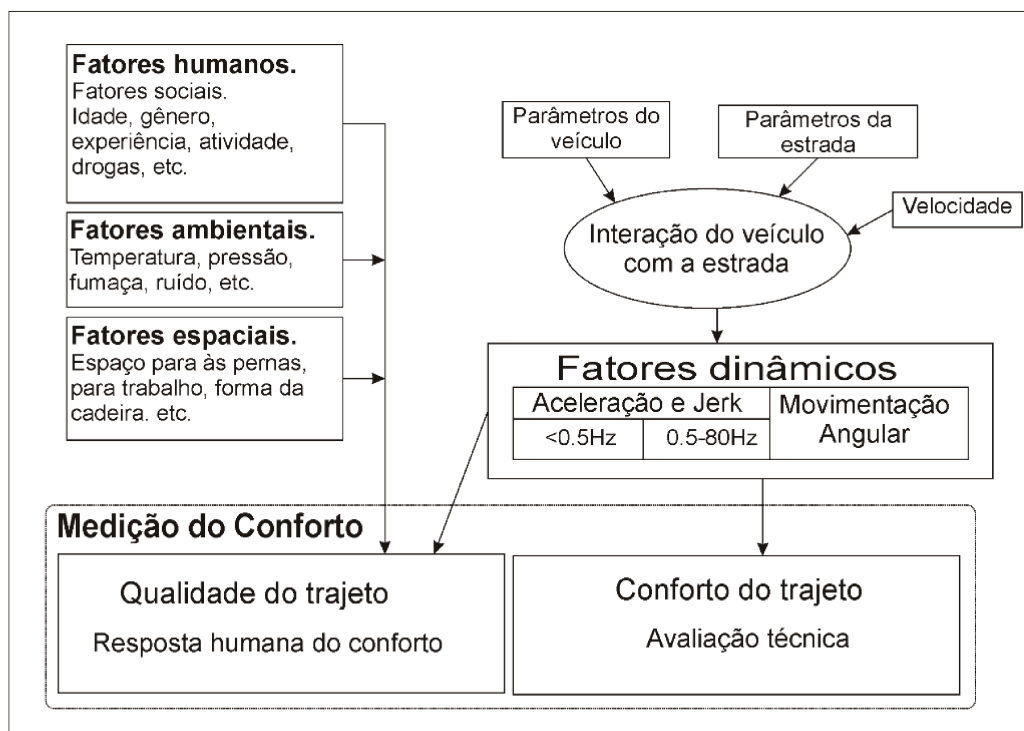 Fatores humanos.
Fatores sociais.
Idade, gênero,
experiência, atividade,
drogas, etc.
Fatores ambientais.
Temperatura, pressão,
fumaça, ruído, etc.
Fatores espaciais.
Espaço para às pernas,
para trabalho, forma da
cadeira. etc.
Parâmetros do
veículo
Parâmetros da
estrada
Velocidade
Interação do veículo
com a estrada
Fatores dinâmicos
Aceleração e Jerk
<0.5Hz
0.5-80Hz
Movimentação
Angular
Medição do Conforto
Qualidade do trajeto
Resposta humana do conforto
Conforto do trajeto
Avaliação técnica